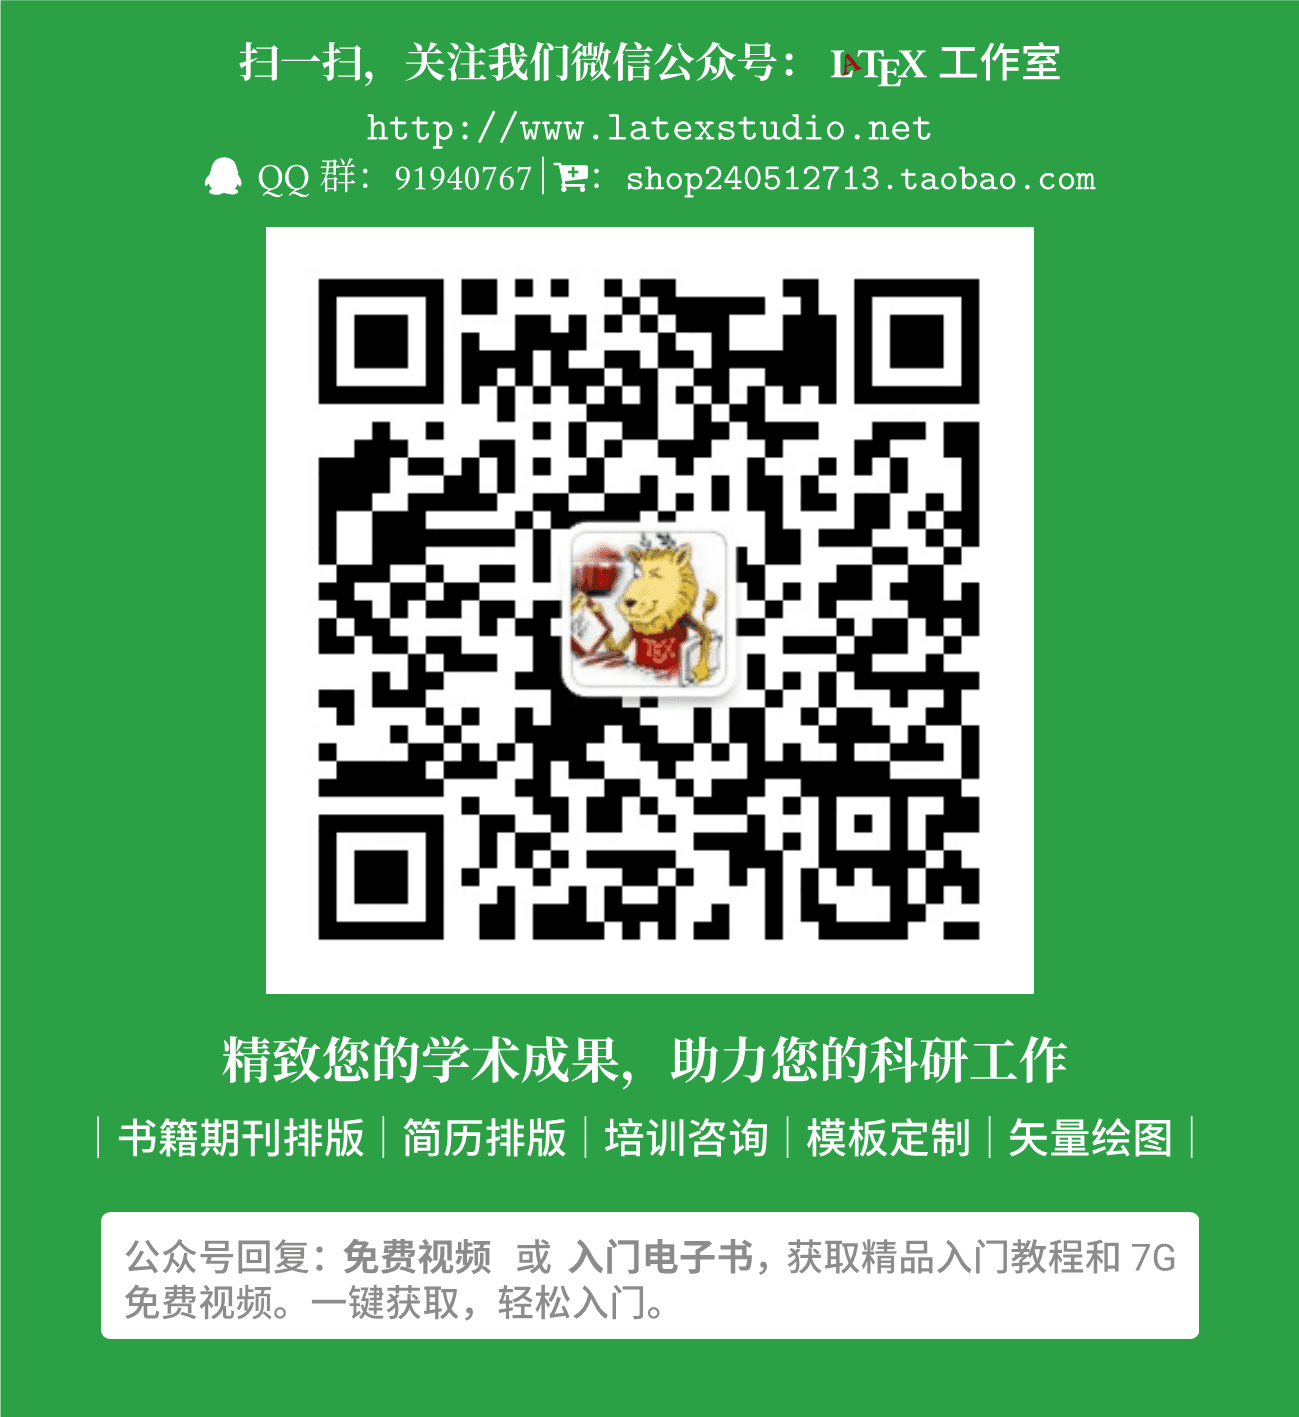 扫一扫，关注我们微信公众号： LATEX 工作室
http://www.latexstudio.net
QQ 群：91940767|：shop240512713.taobao.com
TEX
精致您的学术成果，助力您的科研工作
|书籍期刊排版|简历排版|培训咨询|模板定制|矢量绘图|
公众号回复：免费视频 或 入门电子书，获取精品入门教程和 7G
免费视频。一键获取，轻松入门。